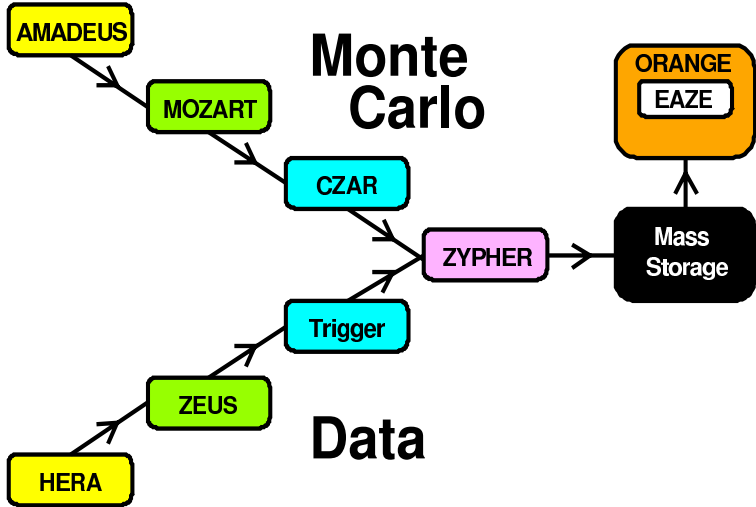 AMADEUS
MOZART
Monte
Carlo
CZAR
ORANGE
EAZE
ZYPHER
Mass
Storage
Trigger
ZEUS
Data
HERA